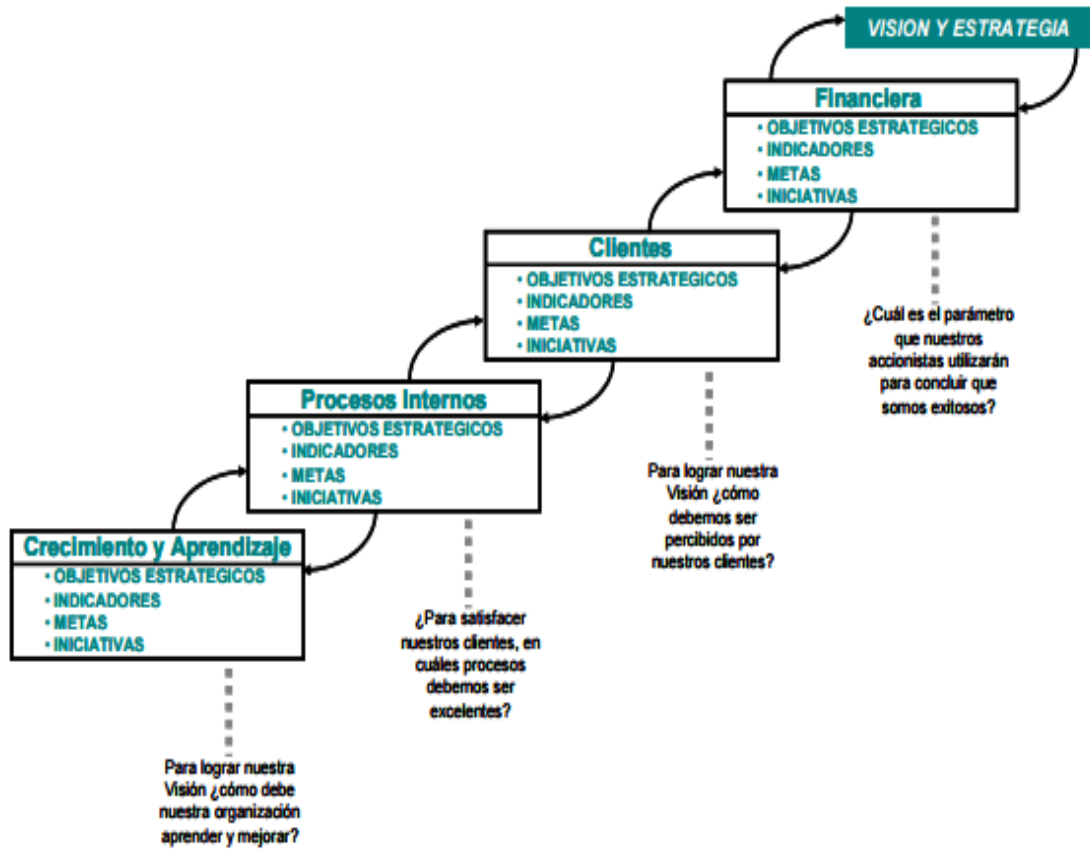 VISION Y ESTRATEGIA
Financiera
• OBJETIVOS ESTRATEGICOS
• INDICADORES
• METAS
• INICIATIVAS
¿Cuál es el parámetro
que nuestros
accionistas utilizarán
para concluir que
somos exitosos?
Clientes
• OBJETIVOS ESTRATEGICOS
• INDICADORES
• METAS
• INICIATIVAS
Para lograr nuestra
Visión ¿cómo
debemos ser
percibidos por
nuestros clientes?
Procesos Internos
• OBJETIVOS ESTRATEGICOS
• INDICADORES
• METAS
• INICIATIVAS
¿Para satisfacer
nuestros clientes, en
cuáles procesos
debemos ser
excelentes?
Crecimiento y Aprendizaje
• OBJETIVOS ESTRATEGICOS
• INDICADORES
• METAS
• INICIATIVAS
Para lograr nuestra
Visión ¿cómo debe
nuestra organización
aprender y mejorar?